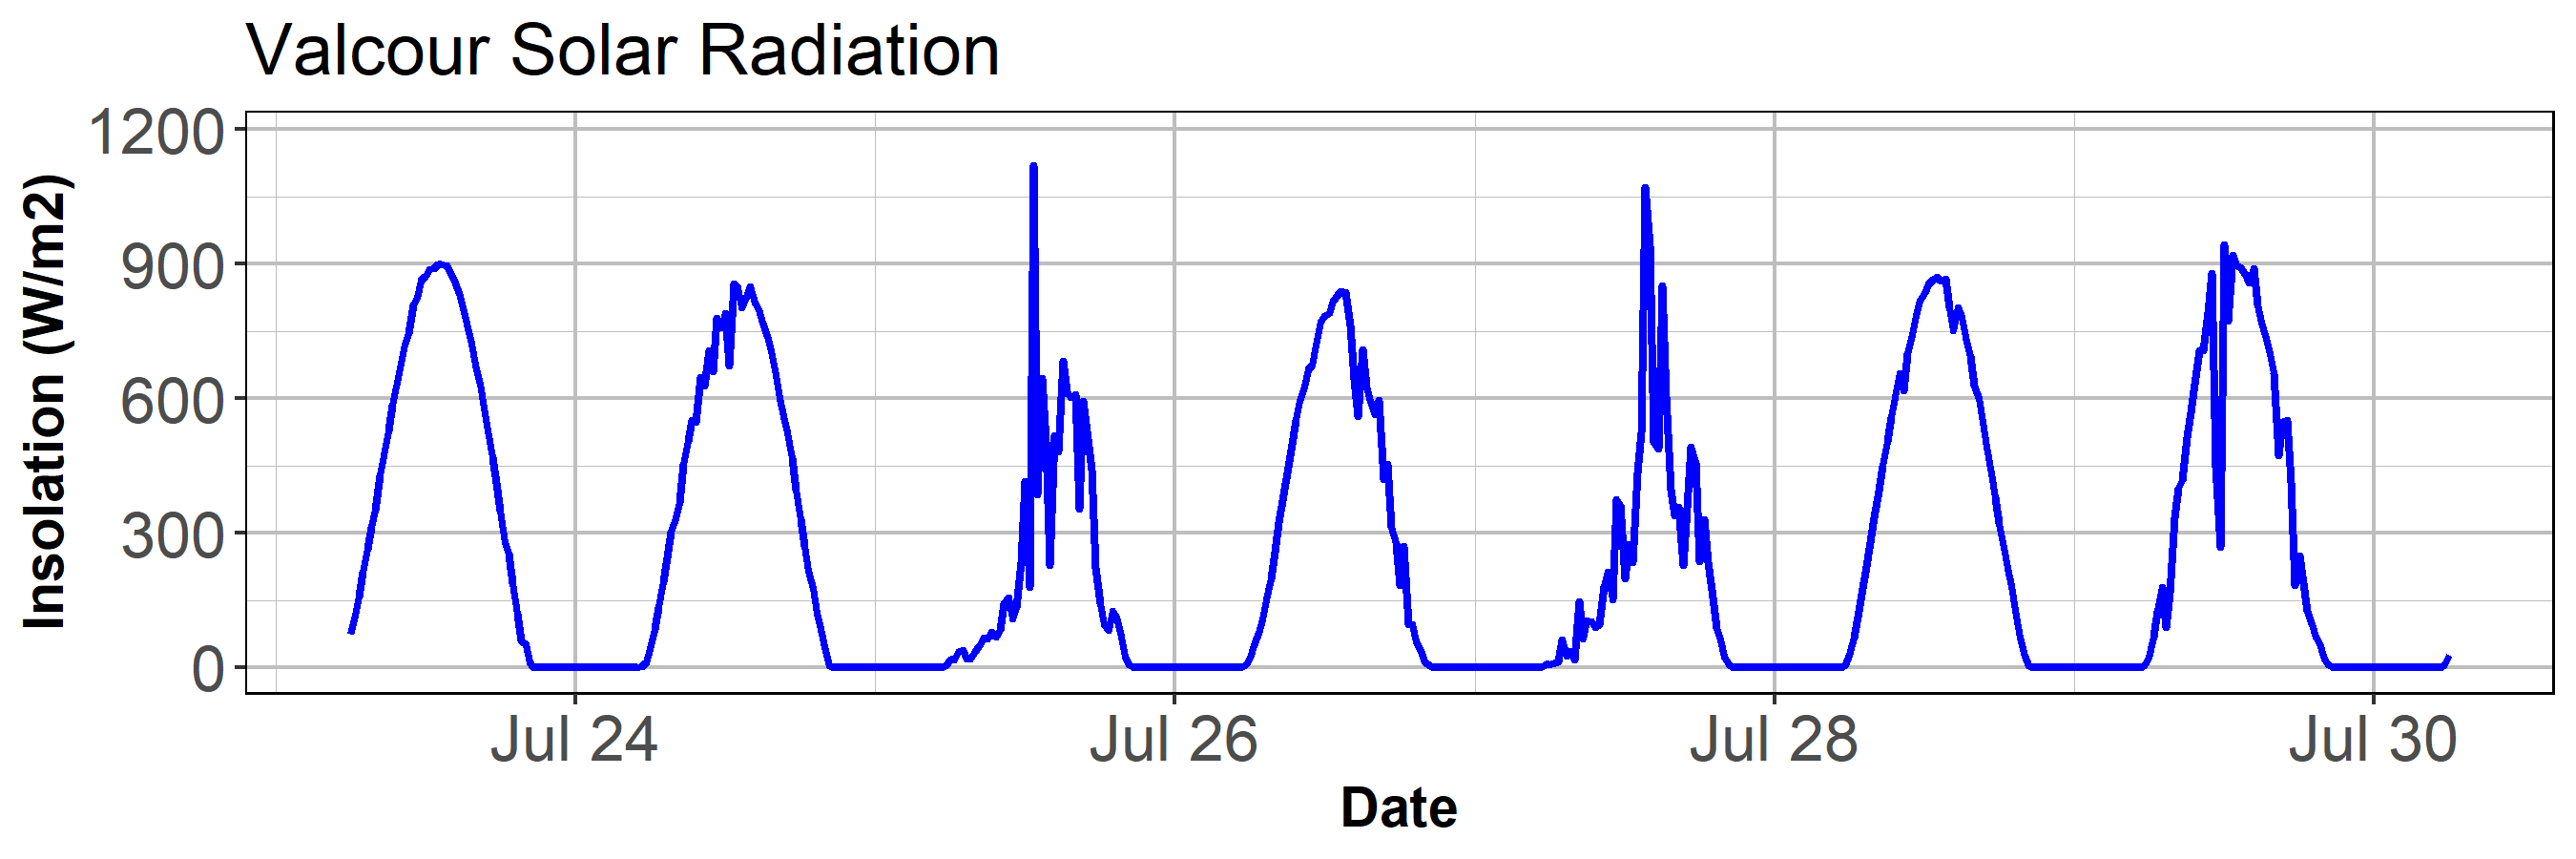 Valcour Solar Radiation
1200
900
600
300
0
Insolation (W/m2)
Jul 24
Jul 26
Jul 28
Jul 30
Date